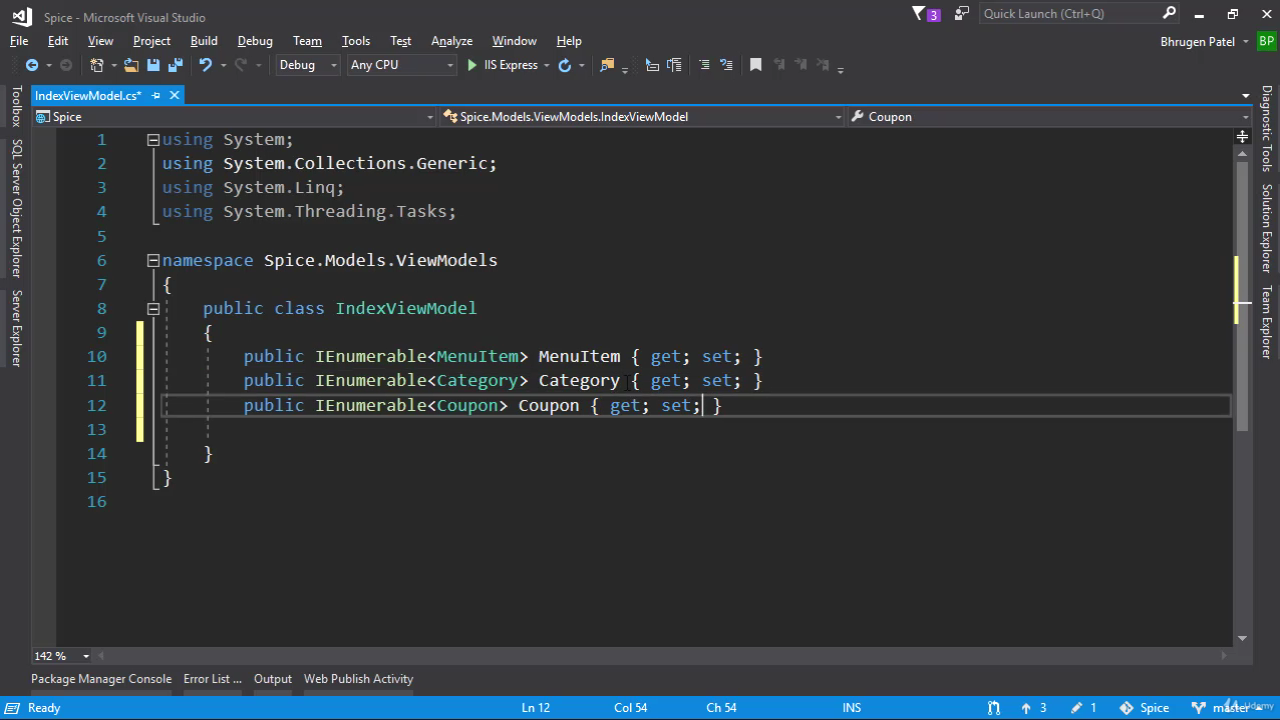 Spice - Microsoft Visual Studio
3
Quick Launch (Ctrl+Q)
File Edit View Project Build Debug Team Tools Test Analyze Window Help
Bhrugen Patel BP
Debug Any CPU IIS Express
IndexViewModel.cs*
Spice Spice.Models.ViewModels.IndexViewModel Coupon
Toolbox
SQL Server Object Explorer
Server Explorer
1 using System;
2 using System.Collections.Generic;
3 using System.Linq;
4 using System.Threading.Tasks;
5
6 namespace Spice.Models.ViewModels
7 {
8 public class IndexViewModel
9 {
10 public IEnumerable<MenuItem> MenuItem { get; set; }
11 public IEnumerable<Category> Category { get; set; }
12 public IEnumerable<Coupon> Coupon { get; set; }
13
14 }
15 }
16
Diagnostic Tools
Solution Explorer
Team Explorer
142 %
Package Manager Console Error List ... Output Web Publish Activity
Ready Ln 12 Col 54 Ch 54 INS 3 1 Spice master
Udemy